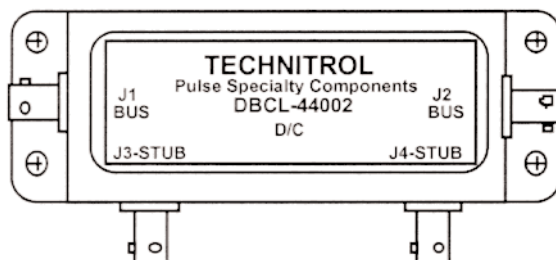 TECHNITROL
Pulse Specialty Components
J1 BUS
DBCL-44002
J2 BUS
D/C
J3-STUB
J4-STUB